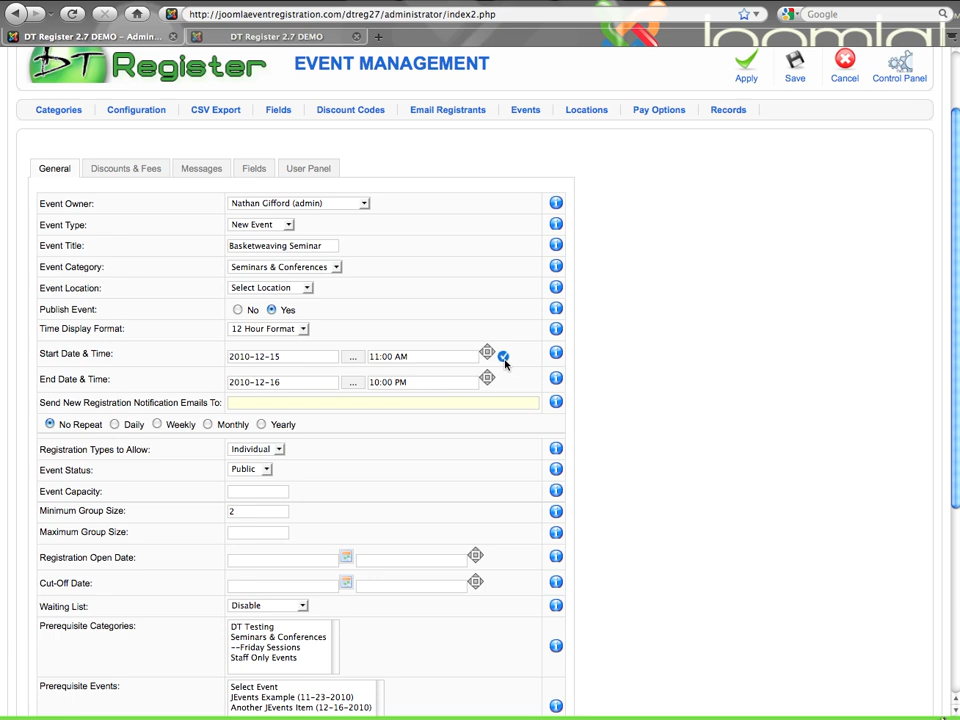 http://joomlaeventregistration.com/dtreg27/administrator/index2.php
Google
DT Register 2.7 DEMO – Admin...
DT Register 2.7 DEMO
DT Register
EVENT MANAGEMENT
Apply
Save
Cancel
Control Panel
Categories
Configuration
CSV Export
Fields
Discount Codes
Email Registrants
Events
Locations
Pay Options
Records
General
Discounts & Fees
Messages
Fields
User Panel
Event Owner: Nathan Gifford (admin)
Event Type: New Event
Event Title: Basketweaving Seminar
Event Category: Seminars & Conferences
Event Location: Select Location
Publish Event: No Yes
Time Display Format: 12 Hour Format
Start Date & Time: 2010-12-15 ... 11:00 AM
End Date & Time: 2010-12-16 ... 10:00 PM
Send New Registration Notification Emails To:
No Repeat Daily Weekly Monthly Yearly
Registration Types to Allow: Individual
Event Status: Public
Event Capacity:
Minimum Group Size: 2
Maximum Group Size:
Registration Open Date:
Cut-Off Date:
Waiting List: Disable
Prerequisite Categories: DT Testing
Seminars & Conferences
--Friday Sessions
Staff Only Events
Prerequisite Events: Select Event
JEvents Example (11-23-2010)
Another JEvents Item (12-16-2010)